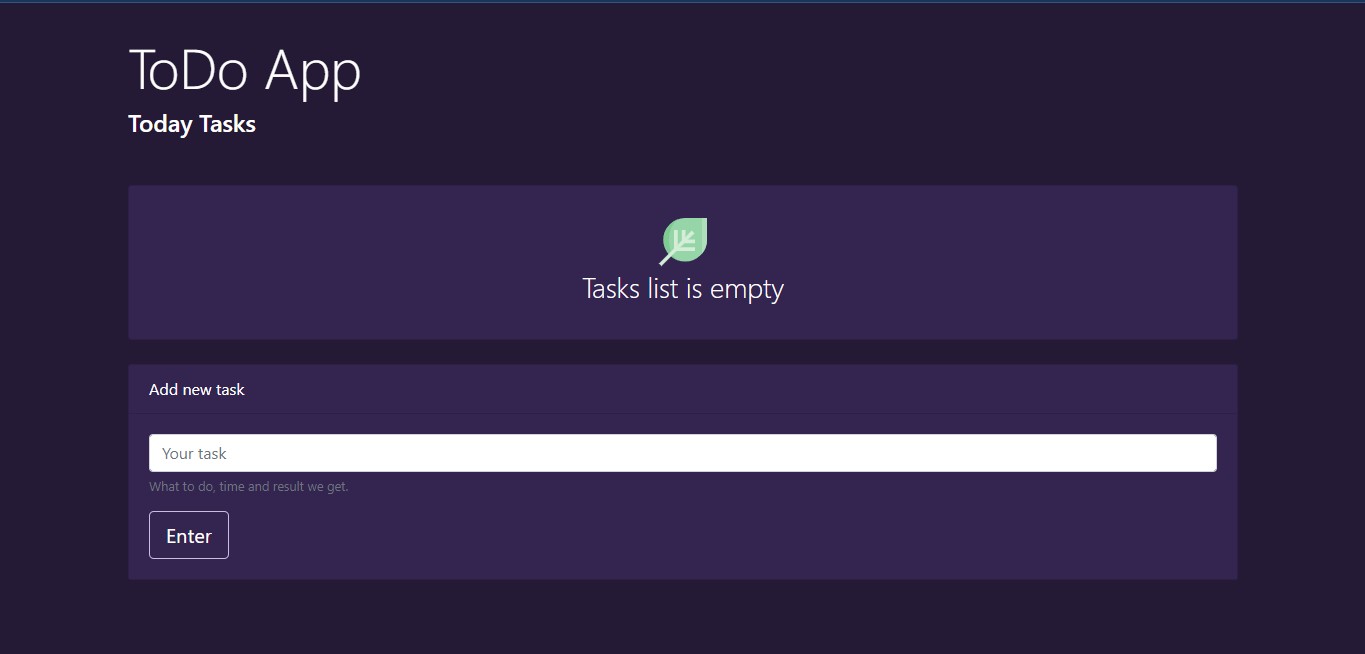 ToDo App
Today Tasks
Tasks list is empty
Add new task
Your task
What to do, time and result we get.
Enter